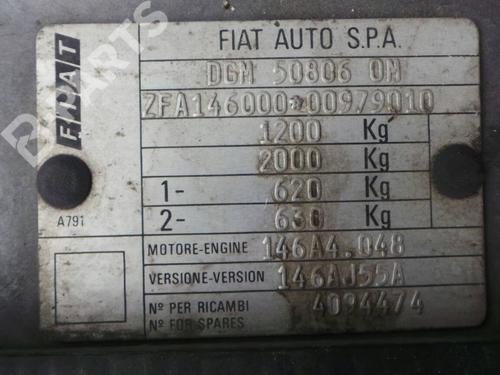 FIAT
FIAT AUTO S.P.A.
DGM 50806 OM
ZFA146000*00979010
1200 Kg
2000 Kg
1- 620 Kg
2- 630 Kg
A791
MOTORE-ENGINE 146A4.048
VERSIONE-VERSION 146AJ55A
Nº PER RICAMBI
Nº FOR SPARES 4094474